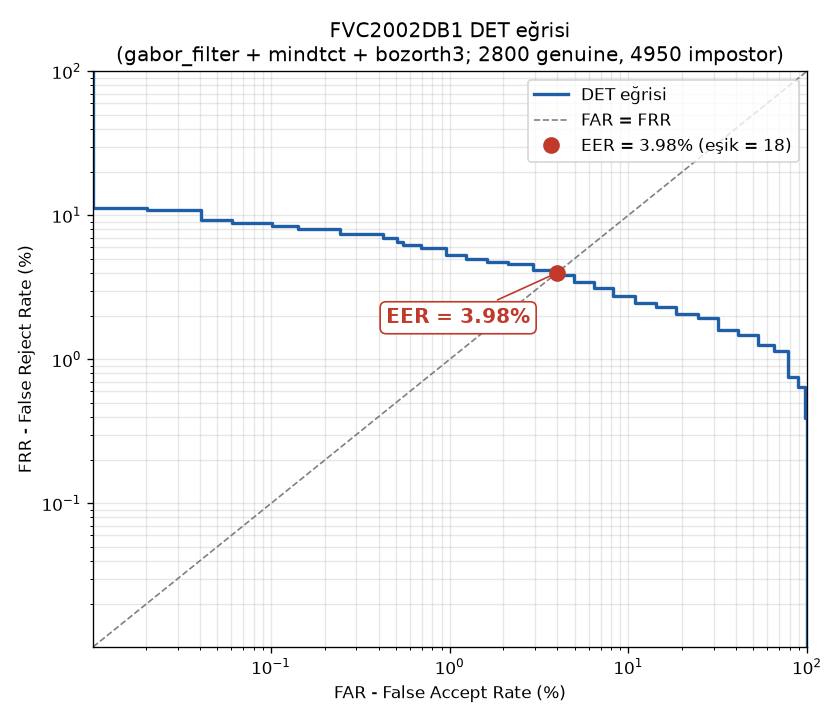 FVC2002DB1 DET eğrisi
(gabor_filter + mindtct + bozorth3; 2800 genuine, 4950 impostor)
DET eğrisi
FAR = FRR
EER = 3.98% (eşik = 18)
EER = 3.98%
FRR - False Reject Rate (%)
10²
10¹
10⁰
10⁻¹
10⁻¹
10⁰
10¹
10²
FAR - False Accept Rate (%)